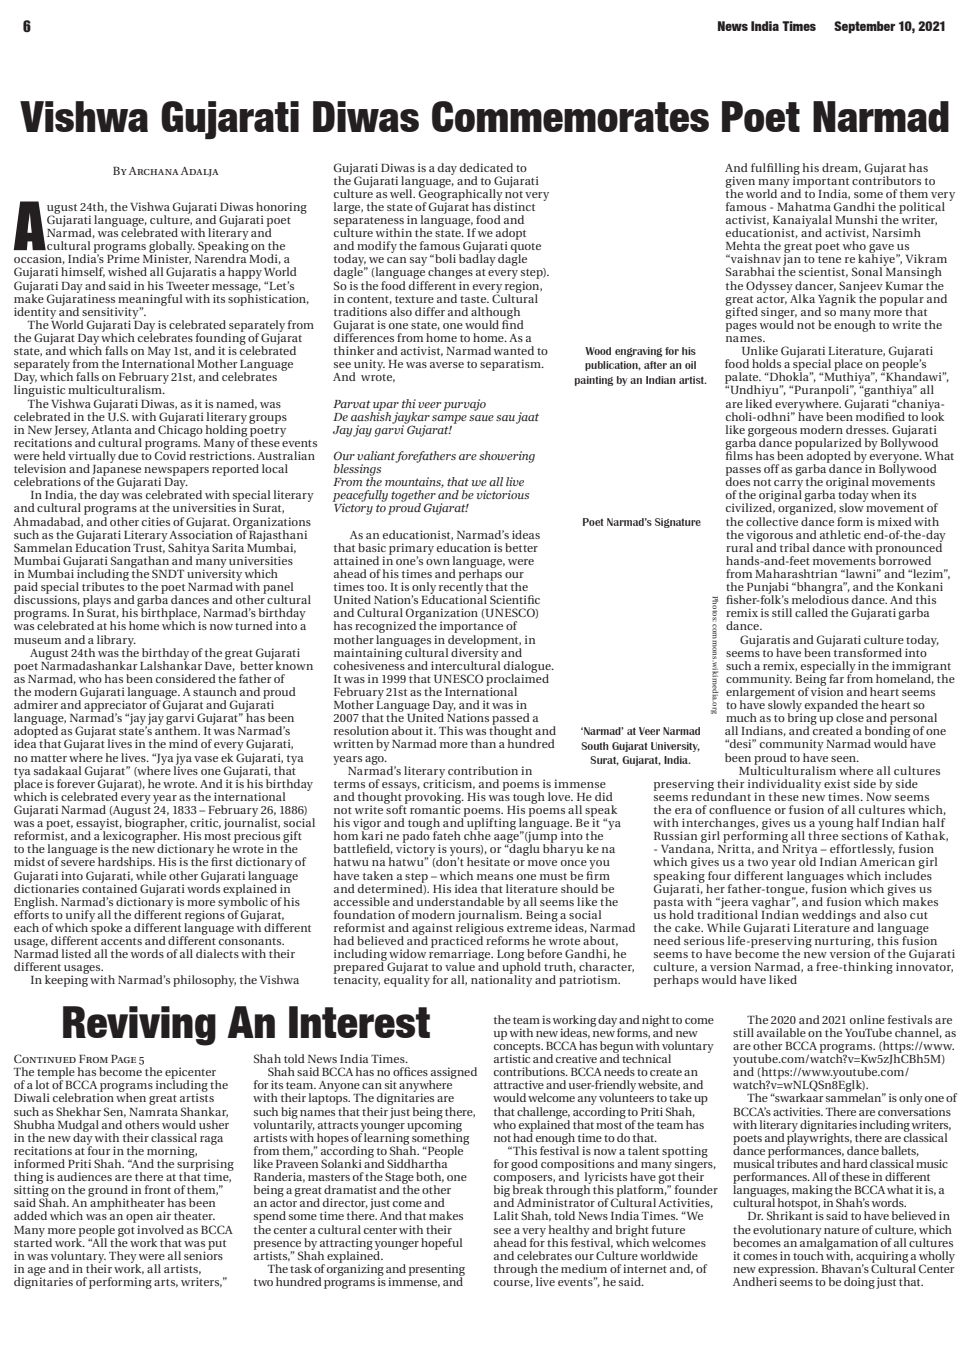 6
News India Times September 10, 2021
Vishwa Gujarati Diwas Commemorates Poet Narmad
By Archana Adalja
August 24th, the Vishwa Gujarati Diwas honoring
Gujarati language, culture, and Gujarati poet
Narmad, was celebrated with literary and
cultural programs globally. Speaking on the
occasion, India's Prime Minister, Narendra Modi, a
Gujarati himself, wished all Gujaratis a happy World
Gujarati Day and said in his Tweeter message, "Let's
make Gujaratiness meaningful with its sophistication,
identity and sensitivity".
The World Gujarati Day is celebrated separately from
the Gujarat Day which celebrates founding of Gujarat
state, and which falls on May 1st, and it is celebrated
separately from the International Mother Language
Day, which falls on February 21st, and celebrates
linguistic multiculturalism.
The Vishwa Gujarati Diwas, as it is named, was
celebrated in the U.S. with Gujarati literary groups
in New Jersey, Atlanta and Chicago holding poetry
recitations and cultural programs. Many of these events
were held virtually due to Covid restrictions. Australian
television and Japanese newspapers reported local
celebrations of the Gujarati Day.
In India, the day was celebrated with special literary
and cultural programs at the universities in Surat,
Ahmadabad, and other cities of Gujarat. Organizations
such as the Gujarati Literary Association of Rajasthani
Sammelan Education Trust, Sahitya Sarita Mumbai,
Mumbai Gujarati Sangathan and many universities
in Mumbai including the SNDT university which
paid special tributes to the poet Narmad with panel
discussions, plays and garba dances and other cultural
programs. In Surat, his birthplace, Narmad's birthday
was celebrated at his home which is now turned into a
museum and a library.
August 24th was the birthday of the great Gujarati
poet Narmadashankar Lalshankar Dave, better known
as Narmad, who has been considered the father of
the modern Gujarati language. A staunch and proud
admirer and appreciator of Gujarat and Gujarati
language, Narmad's "jay jay garvi Gujarat" has been
adopted as Gujarat state's anthem. It was Narmad's
idea that Gujarat lives in the mind of every Gujarati,
no matter where he lives. "Jya jya vase ek Gujarati, tya
tya sadakaal Gujarat" (where lives one Gujarati, that
place is forever Gujarat), he wrote. And it is his birthday
which is celebrated every year as the international
Gujarati Narmad (August 24, 1833 – February 26, 1886)
was a poet, essayist, biographer, critic, journalist, social
reformist, and a lexicographer. His most precious gift
to the language is the new dictionary he wrote in the
midst of severe hardships. His is the first dictionary of
Gujarati into Gujarati, while other Gujarati language
dictionaries contained Gujarati words explained in
English. Narmad's dictionary is more symbolic of his
efforts to unify all the different regions of Gujarat,
each of which spoke a different language with different
usage, different accents and different consonants.
Narmad listed all the words of all dialects with their
different usages.
In keeping with Narmad's philosophy, the Vishwa
Gujarati Diwas is a day dedicated to
the Gujarati language, and to Gujarati
culture as well. Geographically not very
large, the state of Gujarat has distinct
separateness in language, food and
culture within the state. If we adopt
and modify the famous Gujarati quote
today, we can say "boli badlay dagle
dagle" (language changes at every step).
So is the food different in every region,
in content, texture and taste. Cultural
traditions also differ and although
Gujarat is one state, one would find
differences from home to home. As a
thinker and activist, Narmad wanted to
see unity. He was averse to separatism.
And wrote,
Parvat upar thi veer purvajo
De aashish jaykar sampe saue sau jaat
Jay jay garvi Gujarat!
Our valiant forefathers are showering
blessings
From the mountains, that we all live
peacefully together and be victorious
Victory to proud Gujarat!
As an educationist, Narmad's ideas
that basic primary education is better
attained in one's own language, were
ahead of his times and perhaps our
times too. It is only recently that the
United Nation's Educational Scientific
and Cultural Organization (UNESCO)
has recognized the importance of
mother languages in development, in
maintaining cultural diversity and
cohesiveness and intercultural dialogue.
It was in 1999 that UNESCO proclaimed
February 21st as the International
Mother Language Day, and it was in
2007 that the United Nations passed a
resolution about it. This was thought and
written by Narmad more than a hundred
years ago.
Narmad's literary contribution in
terms of essays, criticism, and poems is immense
and thought provoking. His was tough love. He did
not write soft romantic poems. His poems all speak
his vigor and tough and uplifting language. Be it "ya
hom kari ne pado fateh chhe aage"(jump into the
battlefield, victory is yours), or "daglu bharyu ke na
hatwu na hatwu" (don't hesitate or move once you
have taken a step – which means one must be firm
and determined). His idea that literature should be
accessible and understandable by all seems like the
foundation of modern journalism. Being a social
reformist and against religious extreme ideas, Narmad
had believed and practiced reforms he wrote about,
including widow remarriage. Long before Gandhi, he
prepared Gujarat to value and uphold truth, character,
tenacity, equality for all, nationality and patriotism.
Wood engraving for his
publication, after an oil
painting by an Indian artist.
Poet Narmad's Signature
Photos: commons.wikimedia.org
'Narmad' at Veer Narmad
South Gujarat University,
Surat, Gujarat, India.
And fulfilling his dream, Gujarat has
given many important contributors to
the world and to India, some of them very
famous - Mahatma Gandhi the political
activist, Kanaiyalal Munshi the writer,
educationist, and activist, Narsimh
Mehta the great poet who gave us
"vaishnav jan to tene re kahiye", Vikram
Sarabhai the scientist, Sonal Mansingh
the Odyssey dancer, Sanjeev Kumar the
great actor, Alka Yagnik the popular and
gifted singer, and so many more that
pages would not be enough to write the
names.
Unlike Gujarati Literature, Gujarati
food holds a special place on people's
palate. "Dhokla", "Muthiya", "Khandawi",
"Undhiyu", "Puranpoli", "ganthiya" all
are liked everywhere. Gujarati "chaniya-
choli-odhni" have been modified to look
like gorgeous modern dresses. Gujarati
garba dance popularized by Bollywood
films has been adopted by everyone. What
passes off as garba dance in Bollywood
does not carry the original movements
of the original garba today when its
civilized, organized, slow movement of
the collective dance form is mixed with
the vigorous and athletic end-of-the-day
rural and tribal dance with pronounced
hands-and-feet movements borrowed
from Maharashtrian "lawni" and "lezim",
the Punjabi "bhangra", and the Konkani
fisher-folk's melodious dance. And this
remix is still called the Gujarati garba
dance.
Gujaratis and Gujarati culture today,
seems to have been transformed into
such a remix, especially in the immigrant
community. Being far from homeland, the
enlargement of vision and heart seems
to have slowly expanded the heart so
much as to bring up close and personal
all Indians, and created a bonding of one
"desi" community Narmad would have
been proud to have seen.
Multiculturalism where all cultures
preserving their individuality exist side by side
seems redundant in these new times. Now seems
the era of confluence or fusion of all cultures which,
with interchanges, gives us a young half Indian half
Russian girl performing all three sections of Kathak,
- Vandana, Nritta, and Nritya – effortlessly, fusion
which gives us a two year old Indian American girl
speaking four different languages which includes
Gujarati, her father-tongue, fusion which gives us
pasta with "jeera vaghar", and fusion which makes
us hold traditional Indian weddings and also cut
the cake. While Gujarati Literature and language
need serious life-preserving nurturing, this fusion
seems to have become the new version of the Gujarati
culture, a version Narmad, a free-thinking innovator,
perhaps would have liked
Reviving An Interest
Continued From Page 5
The temple has become the epicenter
of a lot of BCCA programs including the
Diwali celebration when great artists
such as Shekhar Sen, Namrata Shankar,
Shubha Mudgal and others would usher
in the new day with their classical raga
recitations at four in the morning,
informed Priti Shah. "And the surprising
thing is audiences are there at that time,
sitting on the ground in front of them,"
said Shah. An amphitheater has been
added which was an open air theater.
Many more people got involved as BCCA
started work. "All the work that was put
in was voluntary. They were all seniors
in age and in their work, all artists,
dignitaries of performing arts, writers,"
Shah told News India Times.
Shah said BCCA has no offices assigned
for its team. Anyone can sit anywhere
with their laptops. The dignitaries are
such big names that their just being there,
voluntarily, attracts younger upcoming
artists with hopes of learning something
from them," according to Shah. "People
like Praveen Solanki and Siddhartha
Randeria, masters of the Stage both, one
being a great dramatist and the other
an actor and director, just come and
spend some time there. And that makes
the center a cultural center with their
presence by attracting younger hopeful
artists," Shah explained.
The task of organizing and presenting
two hundred programs is immense, and
the team is working day and night to come
up with new ideas, new forms, and new
concepts. BCCA has begun with voluntary
artistic and creative and technical
contributions. BCCA needs to create an
attractive and user-friendly website, and
would welcome any volunteers to take up
that challenge, according to Priti Shah,
who explained that most of the team has
not had enough time to do that.
"This festival is now a talent spotting
for good compositions and many singers,
composers, and lyricists have got their
big break through this platform," founder
and Administrator of Cultural Activities,
Lalit Shah, told News India Times. "We
see a very healthy and bright future
ahead for this festival, which welcomes
and celebrates our Culture worldwide
through the medium of internet and, of
course, live events", he said.
The 2020 and 2021 online festivals are
still available on the YouTube channel, as
are other BCCA programs. (https://www.
youtube.com/watch?v=Kw5zJhCBh5M)
and (https://www.youtube.com/
watch?v=wNLQSn8Eglk).
The "swarkaar sammelan" is only one of
BCCA's activities. There are conversations
with literary dignitaries including writers,
poets and playwrights, there are classical
dance performances, dance ballets,
musical tributes and hard classical music
performances. All of these in different
languages, making the BCCA what it is, a
cultural hotspot, in Shah's words.
Dr. Shrikant is said to have believed in
the evolutionary nature of culture, which
becomes an amalgamation of all cultures
it comes in touch with, acquiring a wholly
new expression. Bhavan's Cultural Center
Andheri seems to be doing just that.